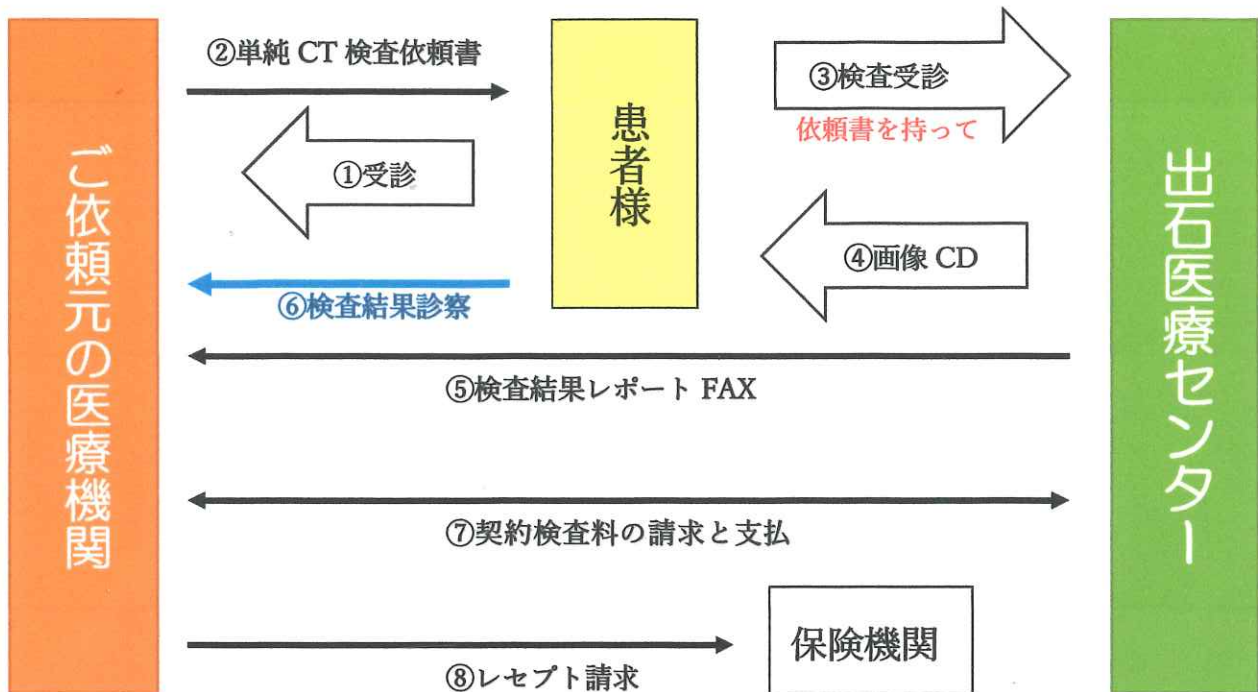 ご依頼元の医療機関
②単純 CT 検査依頼書
①受診
患者様
③検査受診
依頼書を持って
④画像 CD
⑥検査結果診察
⑤検査結果レポート FAX
⑦契約検査料の請求と支払
⑧レセプト請求
保険機関
出石医療センター